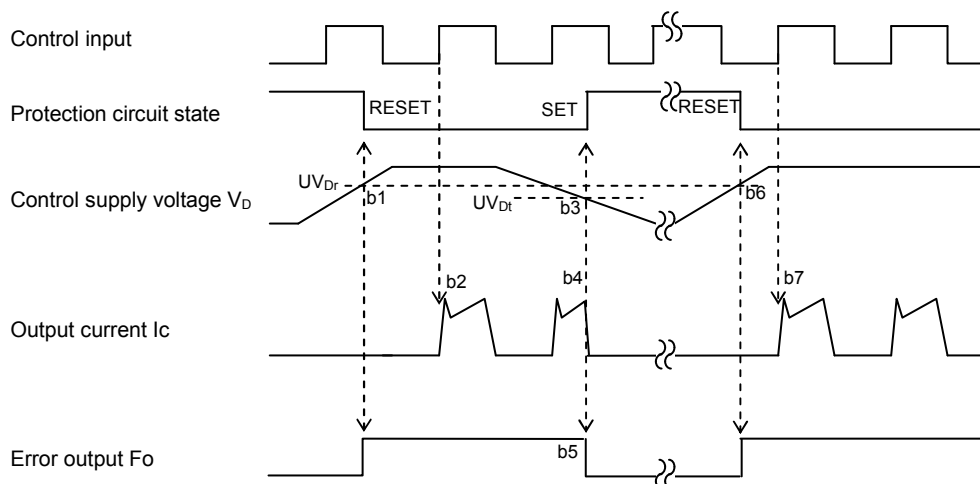 Control input
Protection circuit state
RESET
SET
RESET
Control supply voltage VD
UVDr
b1
UVDt
b3
b6
b2
b4
b7
Output current Ic
Error output Fo
b5